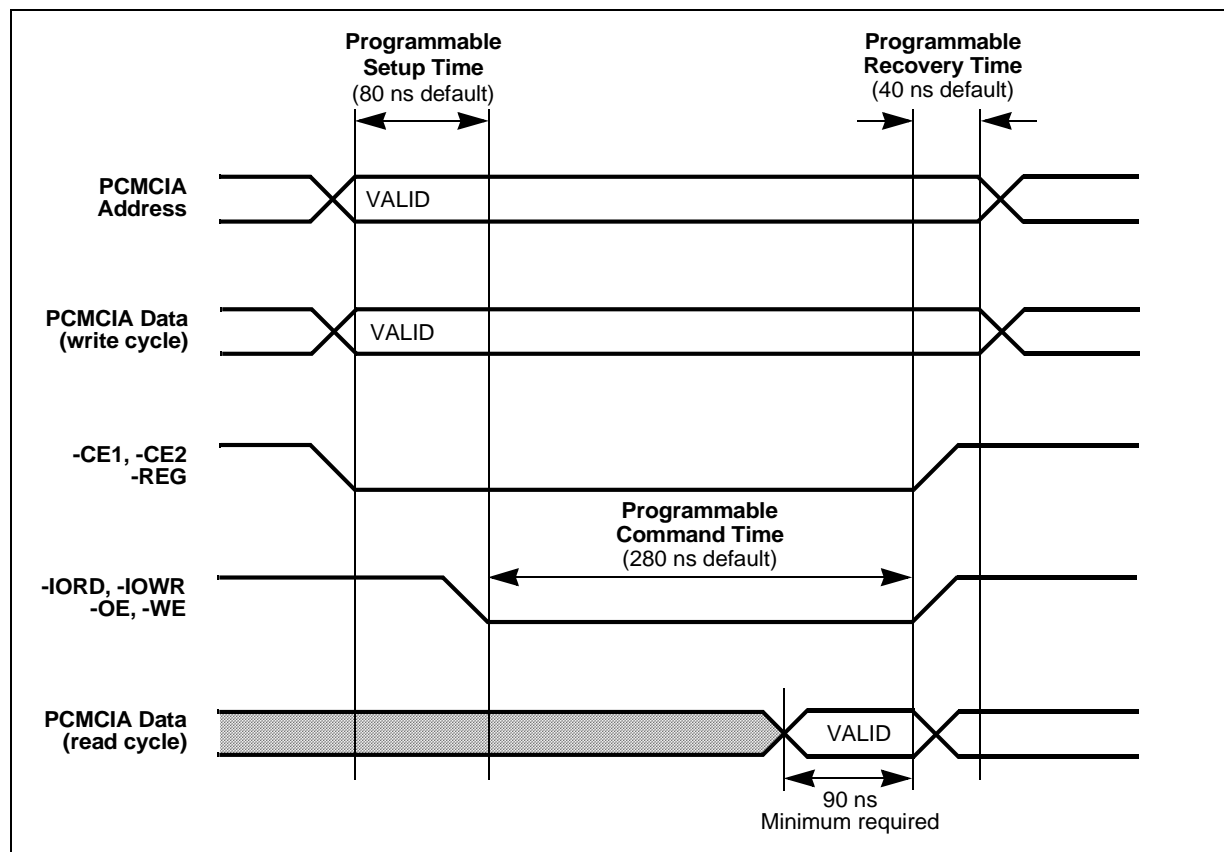 Programmable
Setup Time
(80 ns default)
Programmable
Recovery Time
(40 ns default)
PCMCIA
Address
VALID
PCMCIA Data
(write cycle)
VALID
-CE1, -CE2
-REG
Programmable
Command Time
(280 ns default)
-IORD, -IOWR
-OE, -WE
PCMCIA Data
(read cycle)
VALID
90 ns
Minimum required